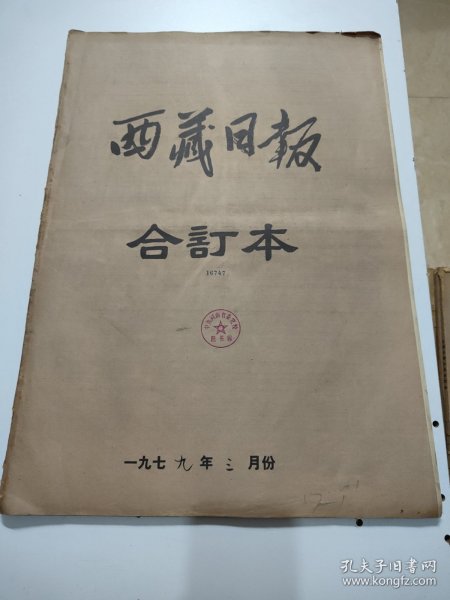 西藏日报
合訂本
16747
一九七九年三月份
孔夫子旧书网
www.kongfz.com